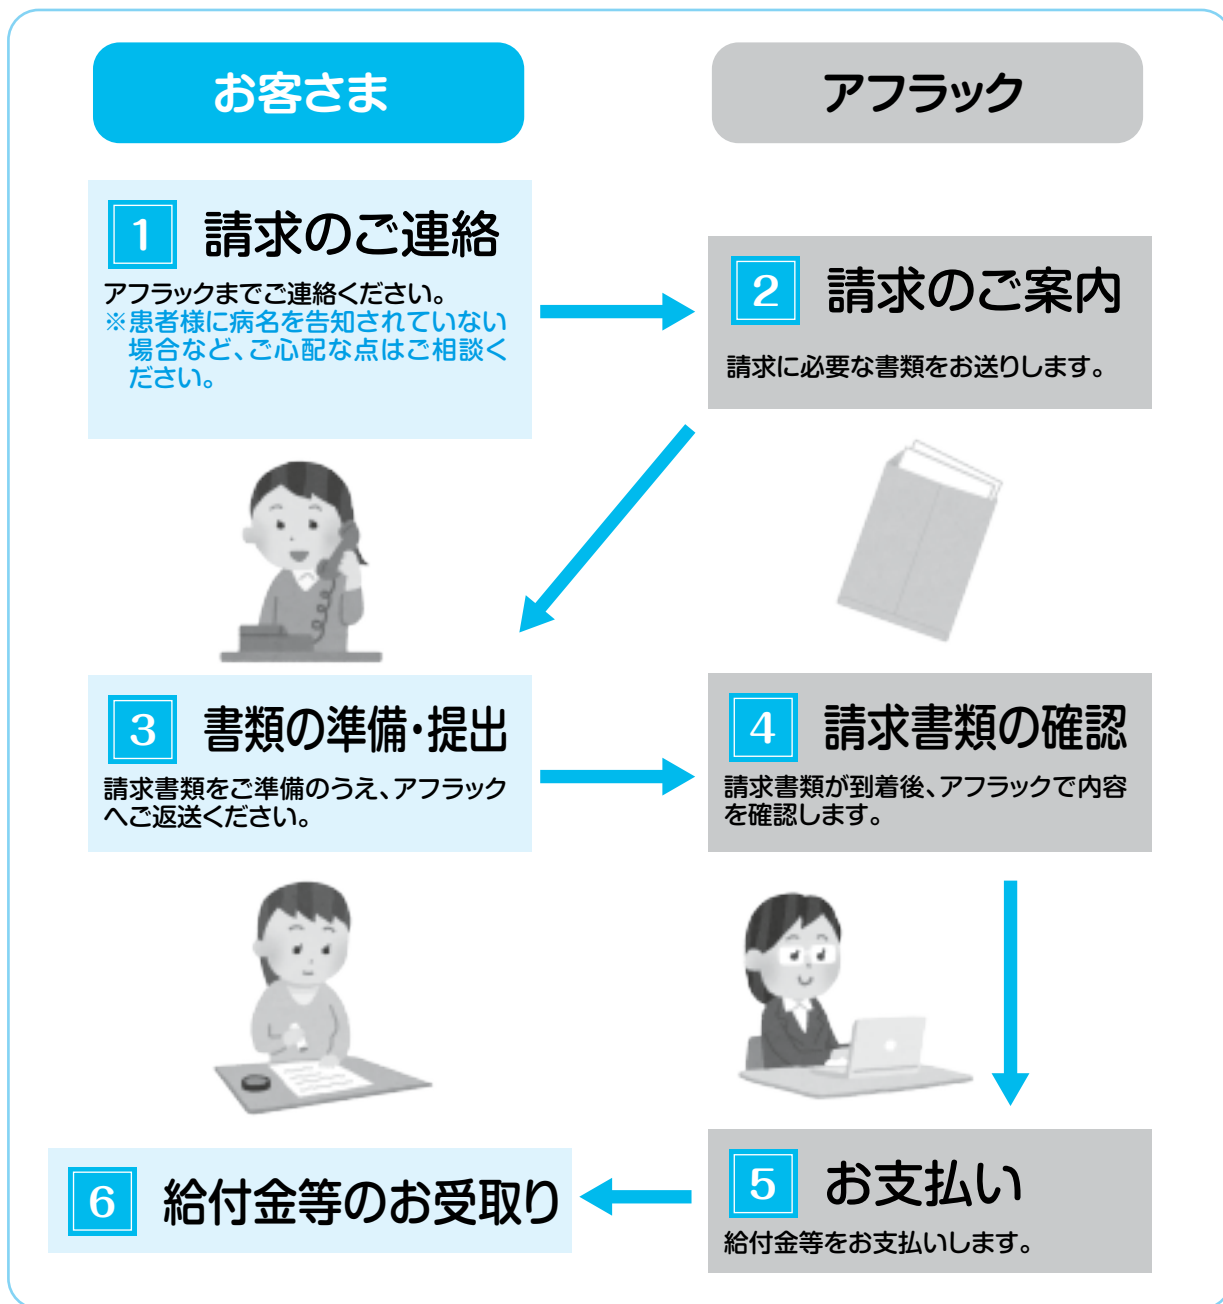 お客さま
アフラック
1 請求のご連絡
アフラックまでご連絡ください。
※患者様に病名を告知されていない
場合など、ご心配な点はご相談く
ださい。
2 請求のご案内
請求に必要な書類をお送りします。
3 書類の準備・提出
請求書類をご準備のうえ、アフラック
へご返送ください。
4 請求書類の確認
請求書類が到着後、アフラックで内容
を確認します。
5 お支払い
給付金等をお支払いします。
6 給付金等のお受取り